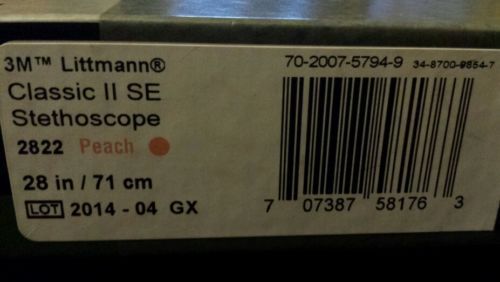 3M™ Littmann®
Classic II SE
Stethoscope
2822 Peach
28 in / 71 cm
LOT 2014 - 04 GX
70-2007-5794-9 34-8700-9854-7
7 07387 58176 3